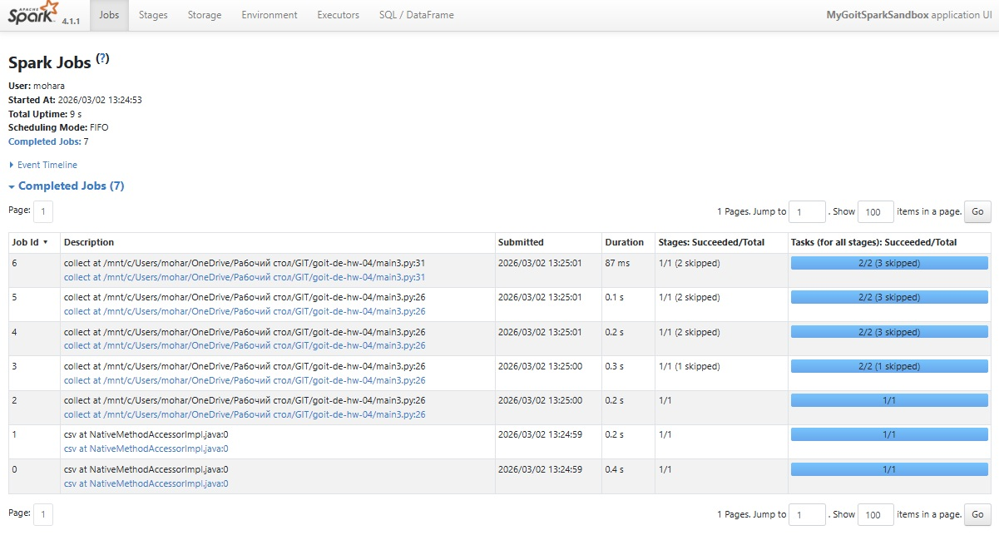 APACHE
Spark 4.1.1 Jobs Stages Storage Environment Executors SQL / DataFrame MyGoitSparkSandbox application UI
Spark Jobs (?)
User: mohara
Started At: 2026/03/02 13:24:53
Total Uptime: 9 s
Scheduling Mode: FIFO
Completed Jobs: 7
Event Timeline
Completed Jobs (7)
Page: 1 1 Pages. Jump to 1 . Show 100 items in a page. Go
Job Id ▾ Description Submitted Duration Stages: Succeeded/Total Tasks (for all stages): Succeeded/Total
6 collect at /mnt/c/Users/mohar/OneDrive/Рабочий стол/GIT/goit-de-hw-04/main3.py:31 2026/03/02 13:25:01 87 ms 1/1 (2 skipped) 2/2 (3 skipped)
collect at /mnt/c/Users/mohar/OneDrive/Рабочий стол/GIT/goit-de-hw-04/main3.py:31
5 collect at /mnt/c/Users/mohar/OneDrive/Рабочий стол/GIT/goit-de-hw-04/main3.py:26 2026/03/02 13:25:01 0.1 s 1/1 (2 skipped) 2/2 (3 skipped)
collect at /mnt/c/Users/mohar/OneDrive/Рабочий стол/GIT/goit-de-hw-04/main3.py:26
4 collect at /mnt/c/Users/mohar/OneDrive/Рабочий стол/GIT/goit-de-hw-04/main3.py:26 2026/03/02 13:25:01 0.2 s 1/1 (2 skipped) 2/2 (3 skipped)
collect at /mnt/c/Users/mohar/OneDrive/Рабочий стол/GIT/goit-de-hw-04/main3.py:26
3 collect at /mnt/c/Users/mohar/OneDrive/Рабочий стол/GIT/goit-de-hw-04/main3.py:26 2026/03/02 13:25:00 0.3 s 1/1 (1 skipped) 2/2 (1 skipped)
collect at /mnt/c/Users/mohar/OneDrive/Рабочий стол/GIT/goit-de-hw-04/main3.py:26
2 collect at /mnt/c/Users/mohar/OneDrive/Рабочий стол/GIT/goit-de-hw-04/main3.py:26 2026/03/02 13:25:00 0.2 s 1/1 1/1
collect at /mnt/c/Users/mohar/OneDrive/Рабочий стол/GIT/goit-de-hw-04/main3.py:26
1 csv at NativeMethodAccessorImpl.java:0 2026/03/02 13:24:59 0.2 s 1/1 1/1
csv at NativeMethodAccessorImpl.java:0
0 csv at NativeMethodAccessorImpl.java:0 2026/03/02 13:24:59 0.4 s 1/1 1/1
csv at NativeMethodAccessorImpl.java:0
Page: 1 1 Pages. Jump to 1 . Show 100 items in a page. Go